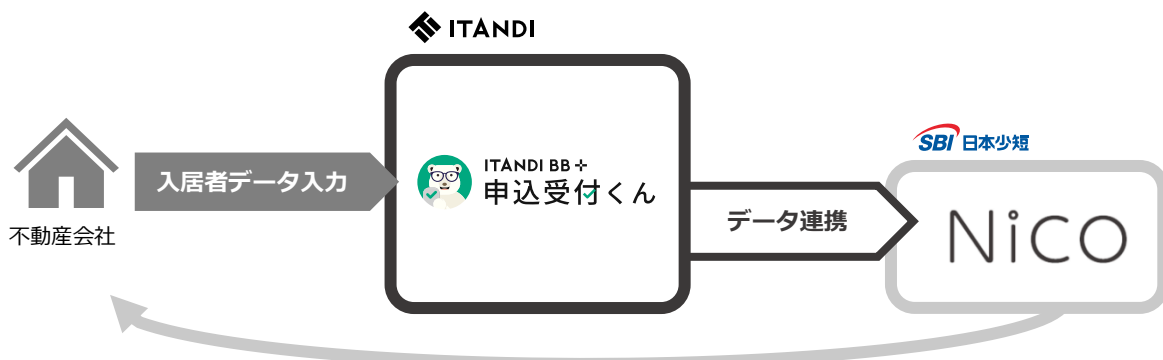 ITANDI
不動産会社
入居者データ入力
ITANDI BB +
申込受付くん
データ連携
SBI 日本少短
Nico